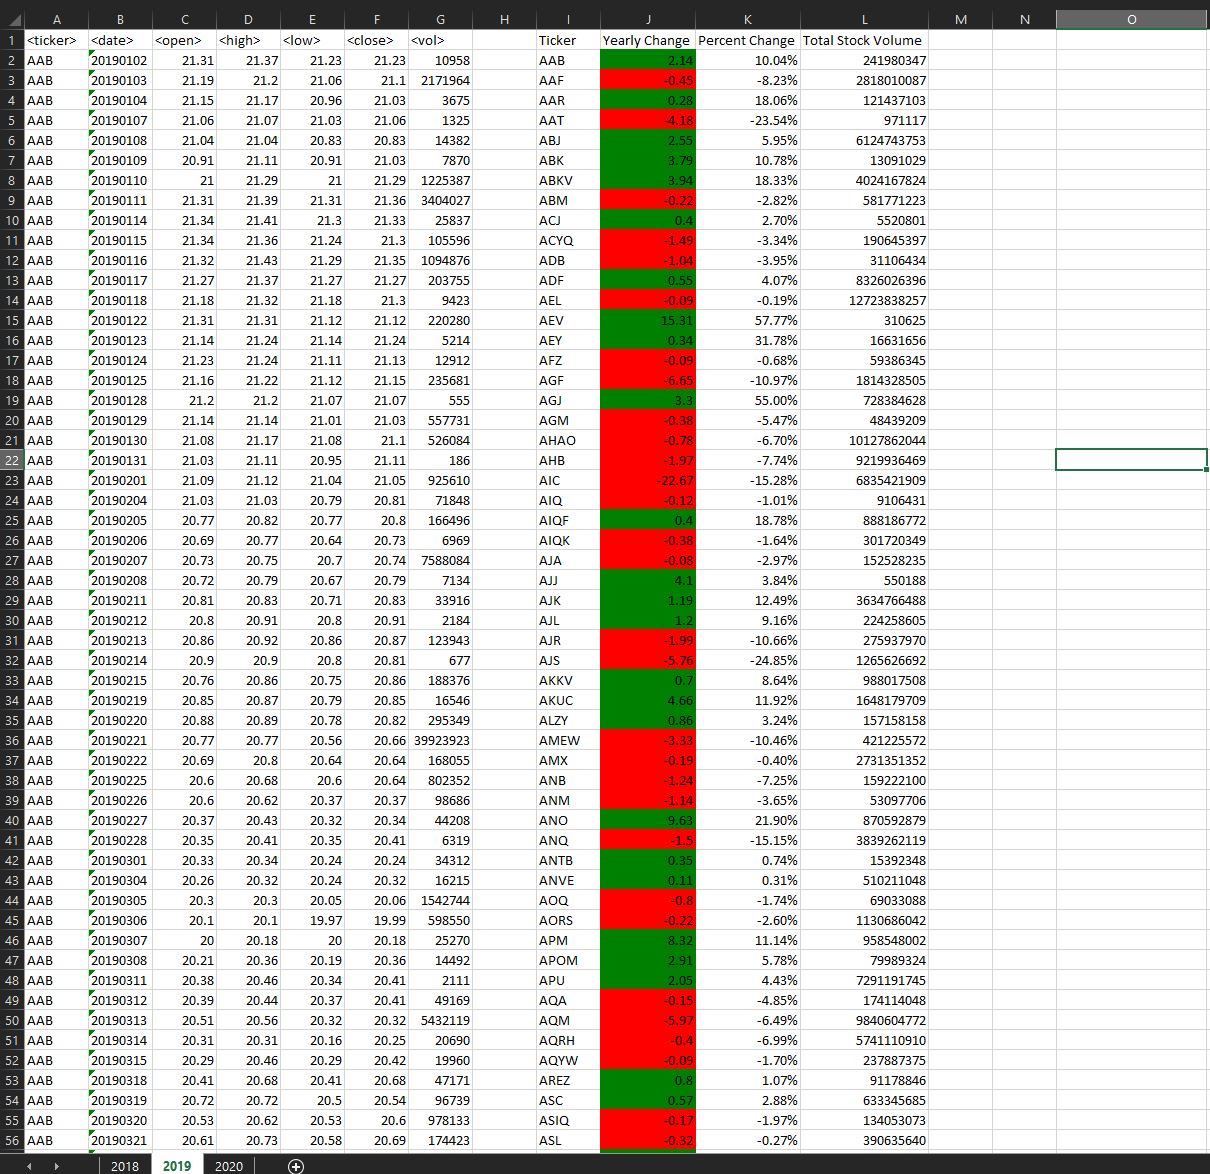 A B C D E F G H I J K L M N O
1 <ticker> <date> <open> <high> <low> <close> <vol> Ticker Yearly Change Percent Change Total Stock Volume
2 AAB 20190102 21.31 21.37 21.23 21.23 10958 AAB 2.14 10.04% 241980347
3 AAB 20190103 21.19 21.2 21.06 21.1 2171964 AAF -0.45 -8.23% 2818010087
4 AAB 20190104 21.15 21.17 20.96 21.03 3675 AAR 0.28 18.06% 121437103
5 AAB 20190107 21.06 21.07 21.03 21.06 1325 AAT -4.18 -23.54% 971117
6 AAB 20190108 21.04 21.04 20.83 20.83 14382 ABJ 2.55 5.95% 6124743753
7 AAB 20190109 20.91 21.11 20.91 21.03 7870 ABK 3.79 10.78% 13091029
8 AAB 20190110 21 21.29 21 21.29 1225387 ABKV 3.94 18.33% 4024167824
9 AAB 20190111 21.31 21.39 21.31 21.36 3404027 ABM -0.22 -2.82% 581771223
10 AAB 20190114 21.34 21.41 21.3 21.33 25837 ACJ 0.4 2.70% 5520801
11 AAB 20190115 21.34 21.36 21.24 21.3 105596 ACYQ -1.49 -3.34% 190645397
12 AAB 20190116 21.32 21.43 21.29 21.35 1094876 ADB -1.04 -3.95% 31106434
13 AAB 20190117 21.27 21.37 21.27 21.27 203755 ADF 0.55 4.07% 8326026396
14 AAB 20190118 21.18 21.32 21.18 21.3 9423 AEL -0.09 -0.19% 12723838257
15 AAB 20190122 21.31 21.31 21.12 21.12 220280 AEV 15.31 57.77% 310625
16 AAB 20190123 21.14 21.24 21.14 21.24 5214 AEY 0.34 31.78% 16631656
17 AAB 20190124 21.23 21.24 21.11 21.13 12912 AFZ -0.09 -0.68% 59386345
18 AAB 20190125 21.16 21.22 21.12 21.15 235681 AGF -6.65 -10.97% 1814328505
19 AAB 20190128 21.2 21.2 21.07 21.07 555 AGJ 3.3 55.00% 728384628
20 AAB 20190129 21.14 21.14 21.01 21.03 557731 AGM -0.38 -5.47% 48439209
21 AAB 20190130 21.08 21.17 21.08 21.1 526084 AHAO -0.78 -6.70% 10127862044
22 AAB 20190131 21.03 21.11 20.95 21.11 186 AHB -1.97 -7.74% 9219936469
23 AAB 20190201 21.09 21.12 21.04 21.05 925610 AIC -22.67 -15.28% 6835421909
24 AAB 20190204 21.03 21.03 20.79 20.81 71848 AIQ -0.12 -1.01% 9106431
25 AAB 20190205 20.77 20.82 20.77 20.8 166496 AIQF 0.4 18.78% 888186772
26 AAB 20190206 20.69 20.77 20.64 20.73 6969 AIQK -0.38 -1.64% 301720349
27 AAB 20190207 20.73 20.75 20.7 20.74 7588084 AJA -0.08 -2.97% 152528235
28 AAB 20190208 20.72 20.79 20.67 20.79 7134 AJJ 4.1 3.84% 550188
29 AAB 20190211 20.81 20.83 20.71 20.83 33916 AJK 1.19 12.49% 3634766488
30 AAB 20190212 20.8 20.91 20.8 20.91 2184 AJL 1.2 9.16% 224258605
31 AAB 20190213 20.86 20.92 20.86 20.87 123943 AJR -1.99 -10.66% 275937970
32 AAB 20190214 20.9 20.9 20.8 20.81 677 AJS -5.76 -24.85% 1265626692
33 AAB 20190215 20.76 20.86 20.75 20.86 188376 AKKV 0.7 8.64% 988017508
34 AAB 20190219 20.85 20.87 20.79 20.85 16546 AKUC 4.66 11.92% 1648179709
35 AAB 20190220 20.88 20.89 20.78 20.82 295349 ALZY 0.86 3.24% 157158158
36 AAB 20190221 20.77 20.77 20.56 20.66 39923923 AMEW -3.33 -10.46% 421225572
37 AAB 20190222 20.69 20.8 20.64 20.64 168055 AMX -0.19 -0.40% 2731351352
38 AAB 20190225 20.6 20.68 20.6 20.64 802352 ANB -1.24 -7.25% 159222100
39 AAB 20190226 20.6 20.62 20.37 20.37 98686 ANM -1.14 -3.65% 53097706
40 AAB 20190227 20.37 20.43 20.32 20.34 44208 ANO 9.63 21.90% 870592879
41 AAB 20190228 20.35 20.41 20.35 20.41 6319 ANQ -1.5 -15.15% 3839262119
42 AAB 20190301 20.33 20.34 20.24 20.24 34312 ANTB 0.35 0.74% 15392348
43 AAB 20190304 20.26 20.32 20.24 20.32 16215 ANVE 0.11 0.31% 510211048
44 AAB 20190305 20.3 20.3 20.05 20.06 1542744 AOQ -0.8 -1.74% 69033088
45 AAB 20190306 20.1 20.1 19.97 19.99 598550 AORS -0.22 -2.60% 1130686042
46 AAB 20190307 20 20.18 20 20.18 25270 APM 8.32 11.14% 958548002
47 AAB 20190308 20.21 20.36 20.19 20.36 14492 APOM 2.91 5.78% 79989324
48 AAB 20190311 20.38 20.46 20.34 20.41 2111 APU 2.05 4.43% 7291191745
49 AAB 20190312 20.39 20.44 20.37 20.41 49169 AQA -0.15 -4.85% 174114048
50 AAB 20190313 20.51 20.56 20.32 20.32 5432119 AQM -5.97 -6.49% 9840604772
51 AAB 20190314 20.31 20.31 20.16 20.25 20690 AQRH -0.4 -6.99% 5741110910
52 AAB 20190315 20.29 20.46 20.29 20.42 19960 AQYW -0.09 -1.70% 237887375
53 AAB 20190318 20.41 20.68 20.41 20.68 47171 AREZ 0.8 1.07% 91178846
54 AAB 20190319 20.72 20.72 20.5 20.54 96739 ASC 0.57 2.88% 633345685
55 AAB 20190320 20.53 20.62 20.53 20.6 978133 ASIQ -0.17 -1.97% 134053073
56 AAB 20190321 20.61 20.73 20.58 20.69 174423 ASL -0.32 -0.27% 390635640
2018 2019 2020